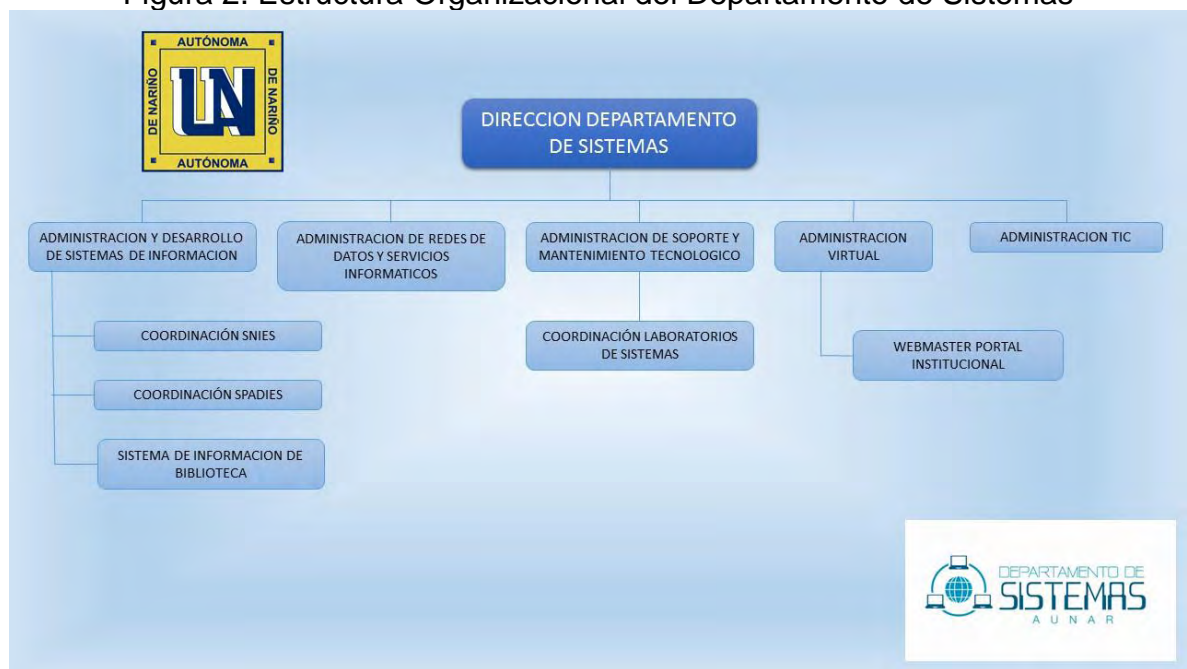 Figura 2. Estructura Organizacional del Departamento de Sistemas
AUTÓNOMA
DE NARIÑO
UAN
DE NARIÑO
AUTÓNOMA
DIRECCION DEPARTAMENTO
DE SISTEMAS
ADMINISTRACION Y DESARROLLO
DE SISTEMAS DE INFORMACION
ADMINISTRACION DE REDES DE
DATOS Y SERVICIOS
INFORMATICOS
ADMINISTRACION DE SOPORTE Y
MANTENIMIENTO TECNOLOGICO
ADMINISTRACION
VIRTUAL
ADMINISTRACION TIC
COORDINACIÓN SNIES
COORDINACIÓN SPADIES
SISTEMA DE INFORMACION DE
BIBLIOTECA
COORDINACIÓN LABORATORIOS
DE SISTEMAS
WEBMASTER PORTAL
INSTITUCIONAL
DEPARTAMENTO DE
SISTEMAS
AUNAR